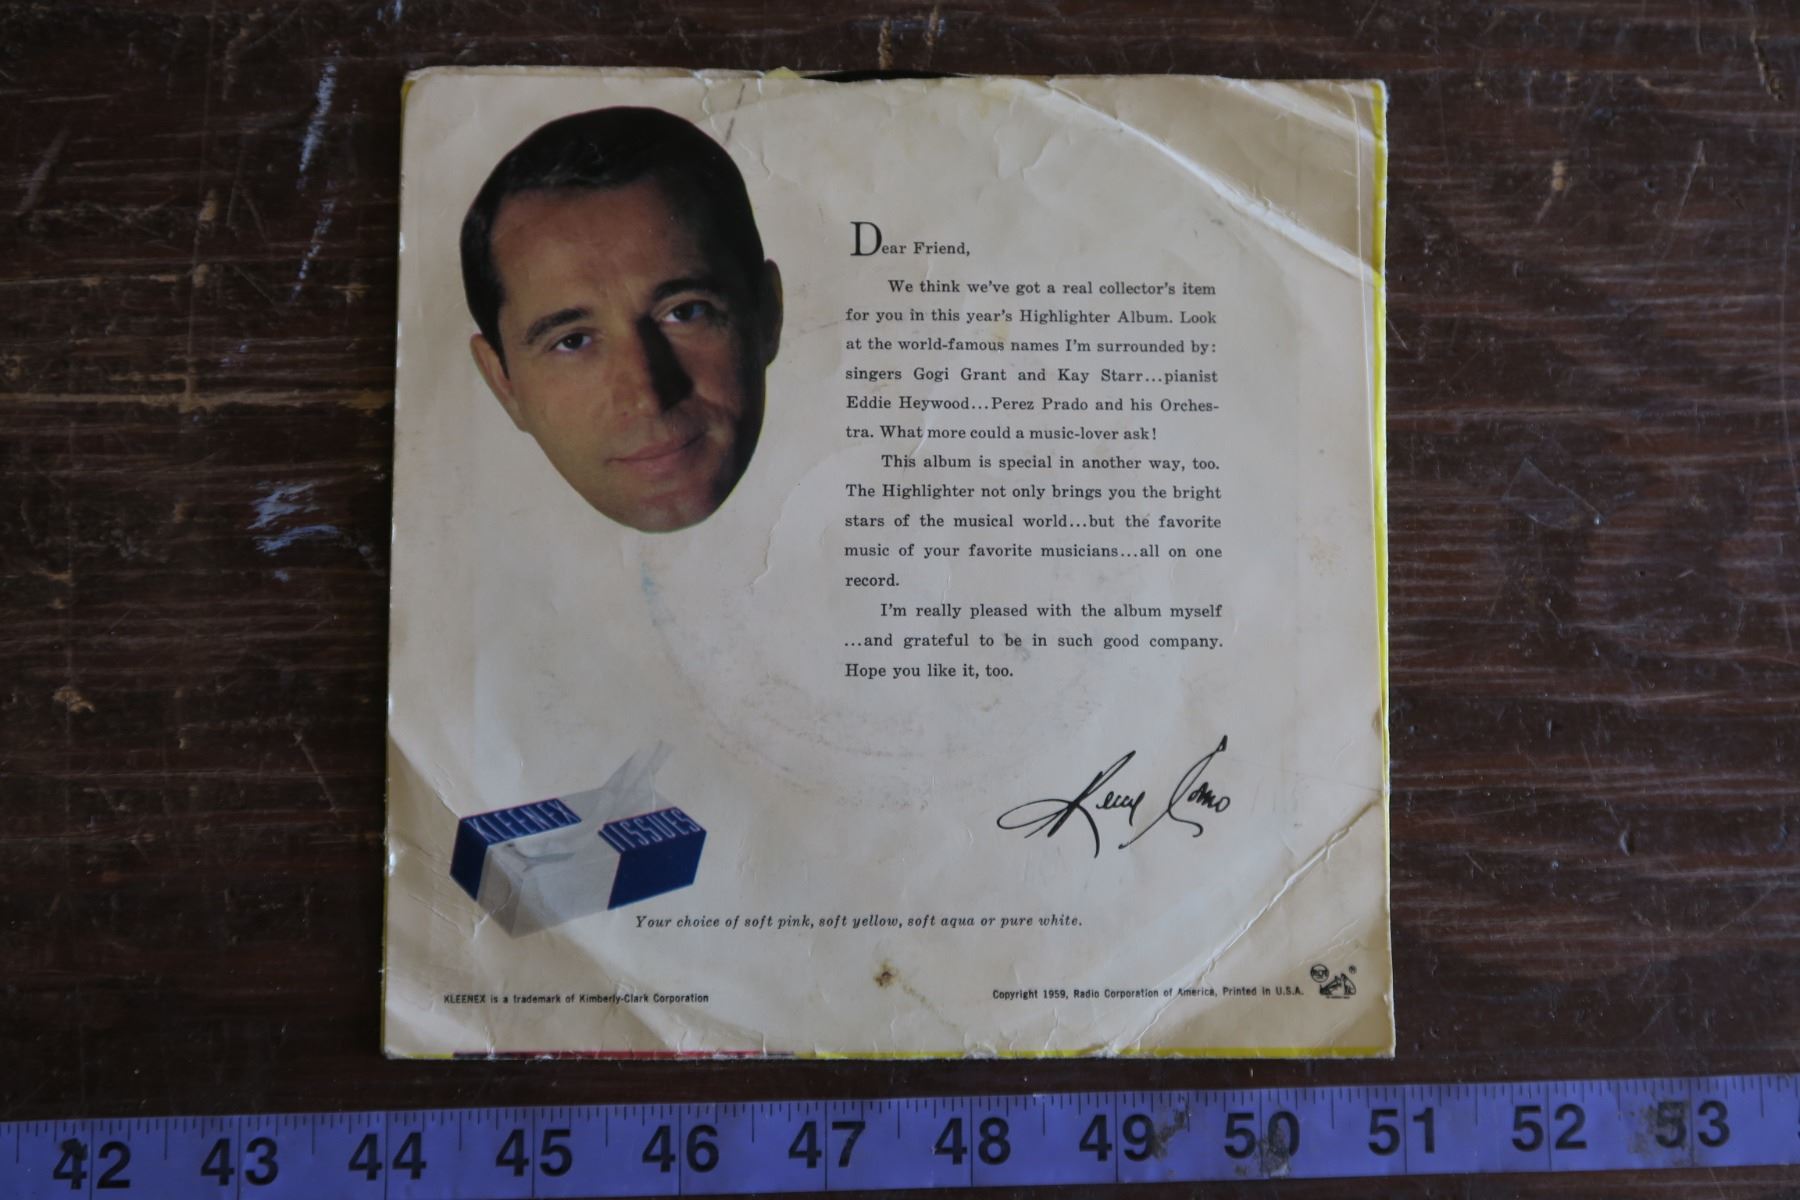 Dear Friend,
We think we've got a real collector's item
for you in this year's Highlighter Album. Look
at the world-famous names I'm surrounded by:
singers Gogi Grant and Kay Starr...pianist
Eddie Heywood...Perez Prado and his Orches-
tra. What more could a music-lover ask!
This album is special in another way, too.
The Highlighter not only brings you the bright
stars of the musical world...but the favorite
music of your favorite musicians...all on one
record.
I'm really pleased with the album myself
...and grateful to be in such good company.
Hope you like it, too.
Perry Como
KLEENEX TISSUES
Your choice of soft pink, soft yellow, soft aqua or pure white.
KLEENEX is a trademark of Kimberly-Clark Corporation
Copyright 1959, Radio Corporation of America, Printed in U.S.A.
RCA ®
42 43 44 45 46 47 48 49 50 51 52 53